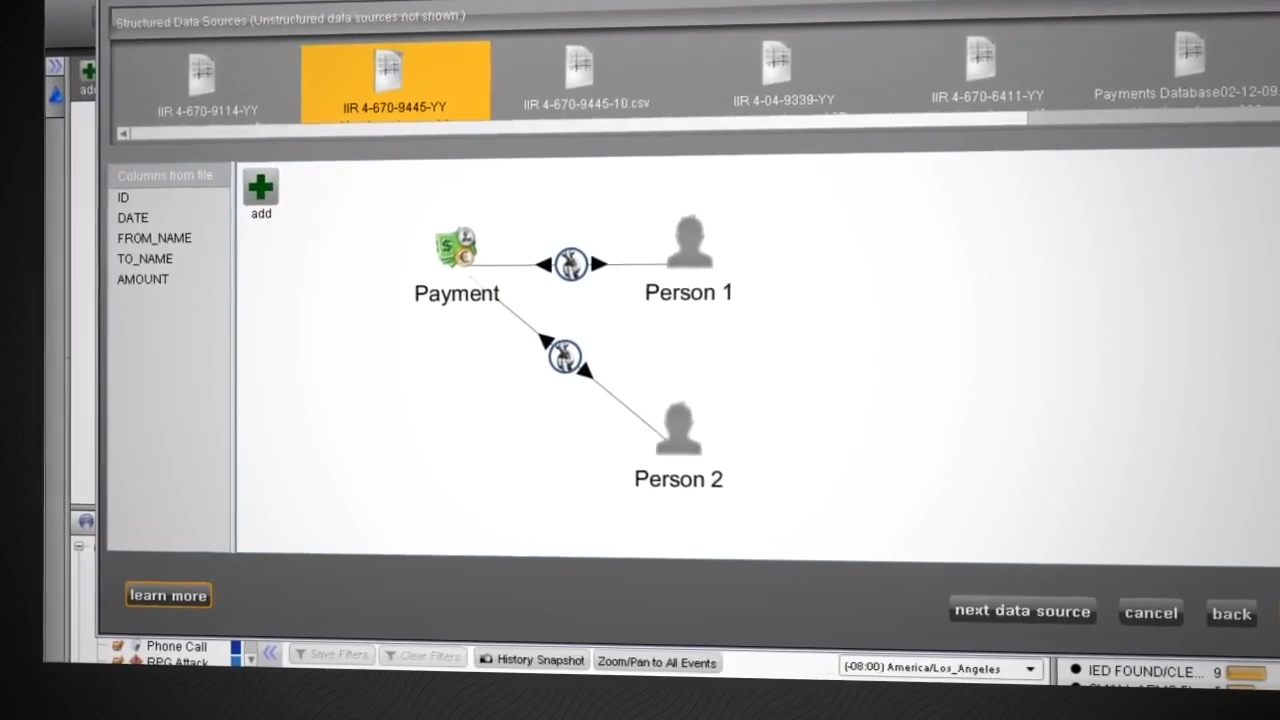 Structured Data Sources (Unstructured data sources not shown.)
IIR 4-670-9114-YY
IIR 4-670-9445-YY
IIR 4-670-9445-10.csv
IIR 4-04-9339-YY
IIR 4-670-6411-YY
Payments Database02-12-09.
add
Columns from file
ID
DATE
FROM_NAME
TO_NAME
AMOUNT
add
Payment
Person 1
Person 2
learn more
next data source
cancel
back
Phone Call
RPG Attack
Save Filters
Clear Filters
History Snapshot
Zoom/Pan to All Events
(-08:00) America/Los_Angeles
IED FOUND/CLE... 9